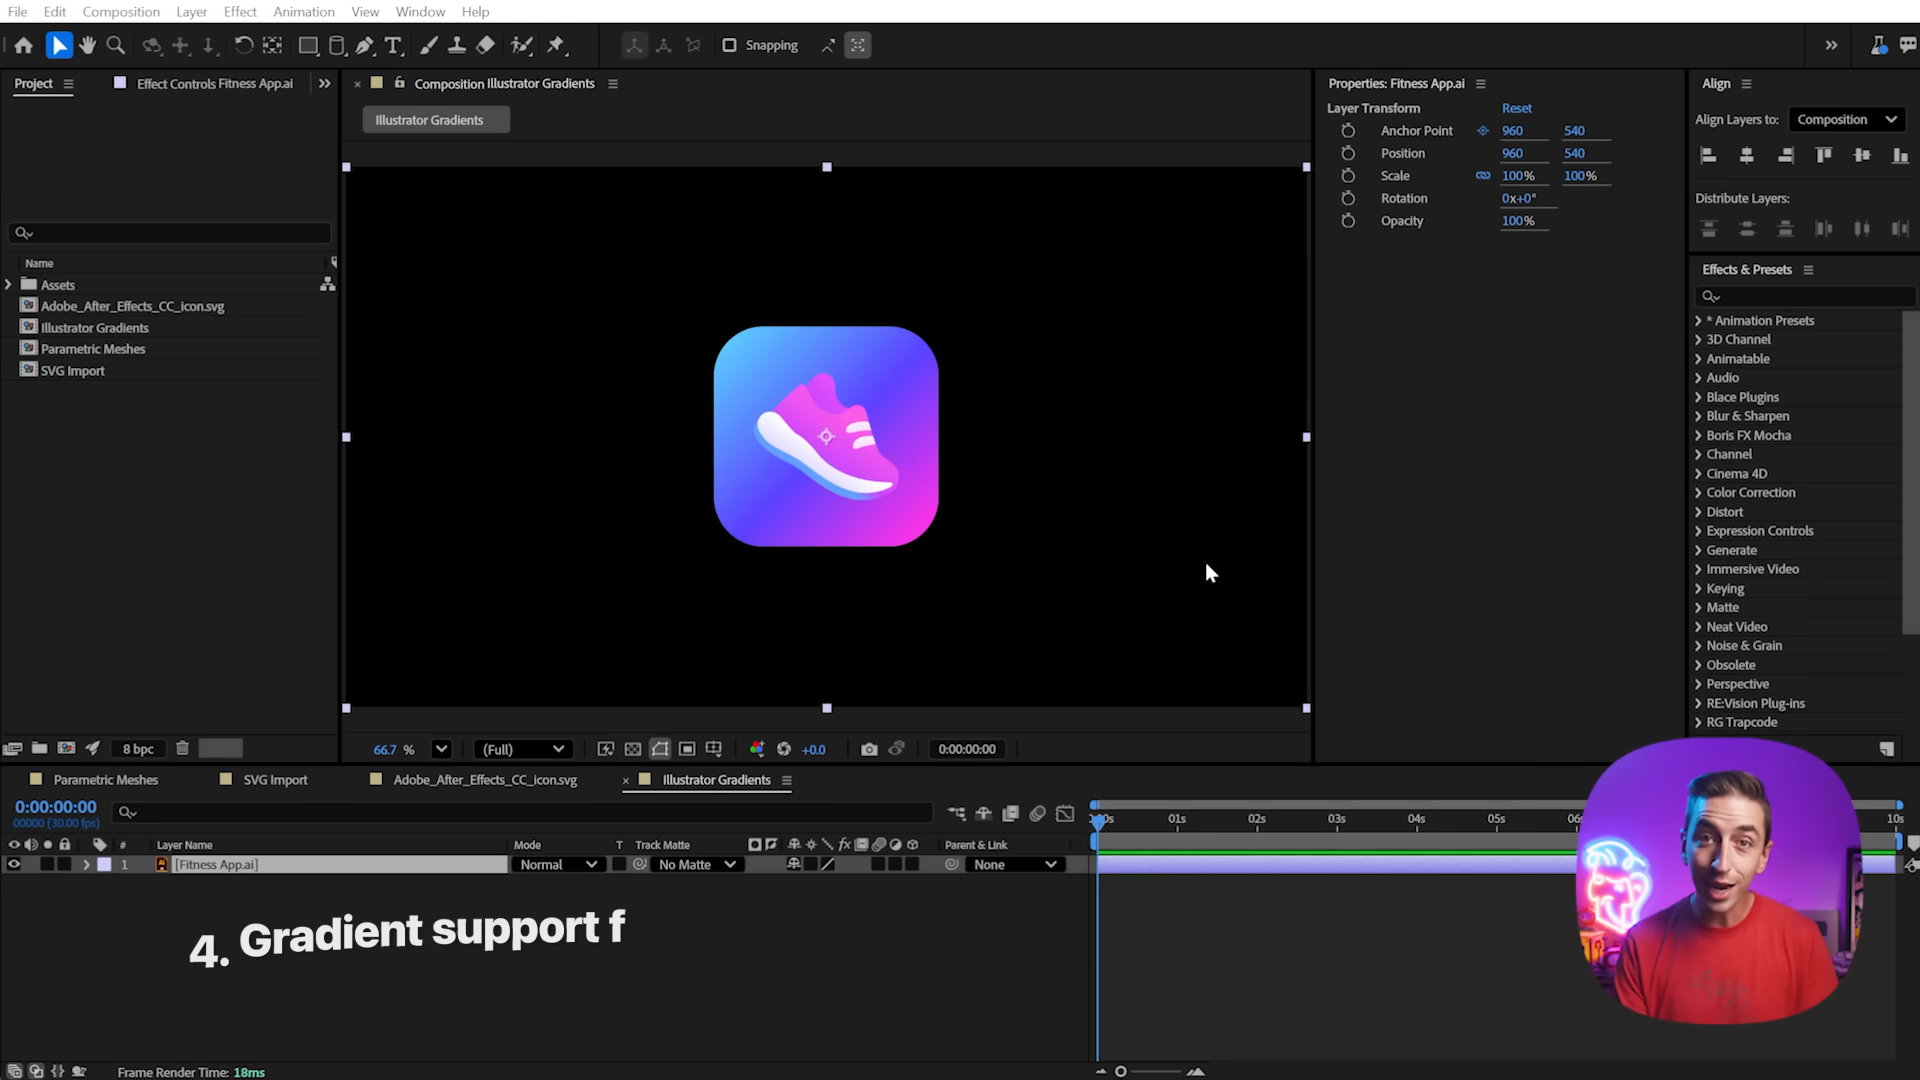 File Edit Composition Layer Effect Animation View Window Help
Snapping
Project Effect Controls Fitness App.ai
Composition Illustrator Gradients
Illustrator Gradients
Name
Assets
Adobe_After_Effects_CC_icon.svg
Illustrator Gradients
Parametric Meshes
SVG Import
8 bpc
66.7 % (Full) +0.0 0:00:00:00
Properties: Fitness App.ai
Layer Transform Reset
Anchor Point 960 540
Position 960 540
Scale 100% 100%
Rotation 0x+0°
Opacity 100%
Align
Align Layers to: Composition
Distribute Layers:
Effects & Presets
* Animation Presets
3D Channel
Animatable
Audio
Blace Plugins
Blur & Sharpen
Boris FX Mocha
Channel
Cinema 4D
Color Correction
Distort
Expression Controls
Generate
Immersive Video
Keying
Matte
Neat Video
Noise & Grain
Obsolete
Perspective
RE:Vision Plug-ins
RG Trapcode
Parametric Meshes SVG Import Adobe_After_Effects_CC_icon.svg Illustrator Gradients
0:00:00:00
00000 (30.00 fps)
01s 02s 03s 04s 05s 10s
# Layer Name Mode T Track Matte Parent & Link
1 [Fitness App.ai] Normal No Matte None
4. Gradient support f
Frame Render Time: 18ms